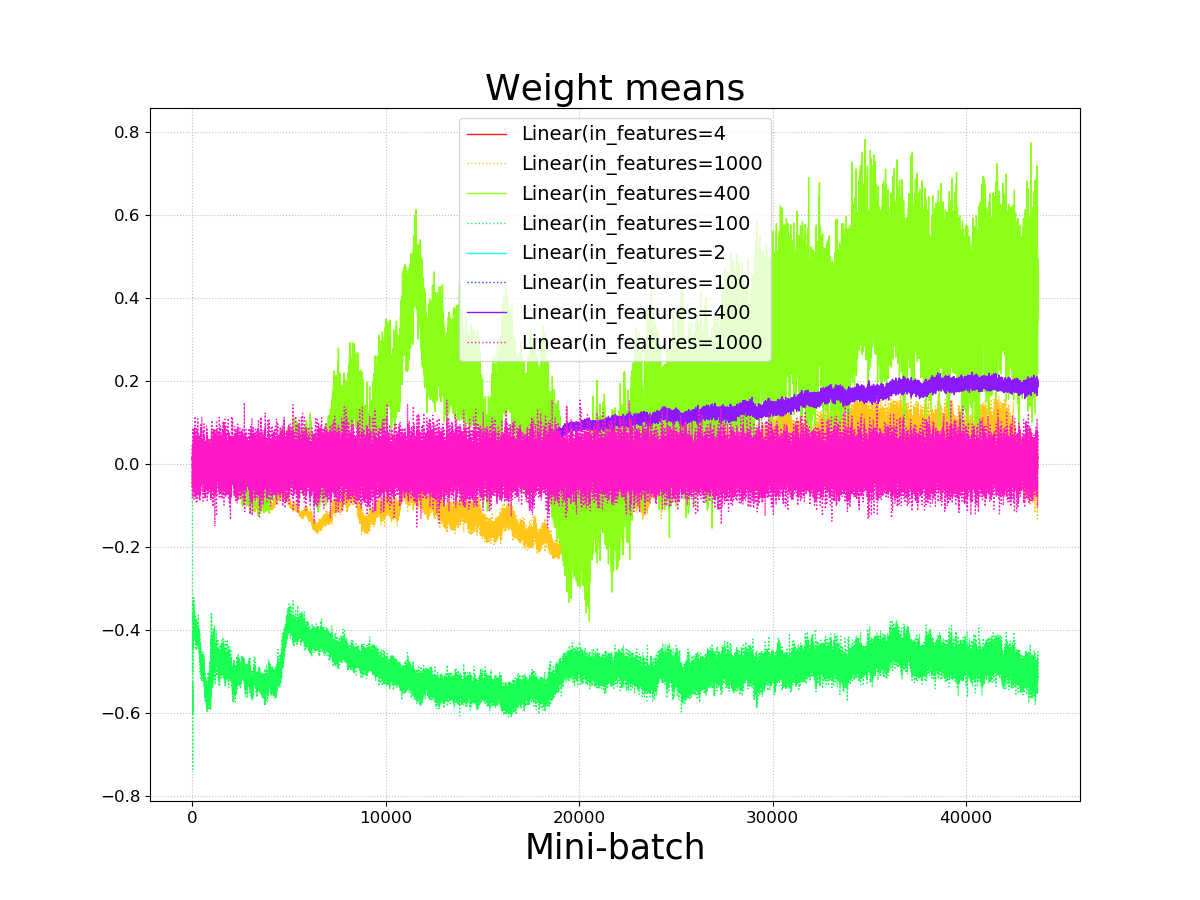 Weight means
Linear(in_features=4
Linear(in_features=1000
Linear(in_features=400
Linear(in_features=100
Linear(in_features=2
Linear(in_features=100
Linear(in_features=400
Linear(in_features=1000
0.8
0.6
0.4
0.2
0.0
−0.2
−0.4
−0.6
−0.8
0 10000 20000 30000 40000
Mini-batch